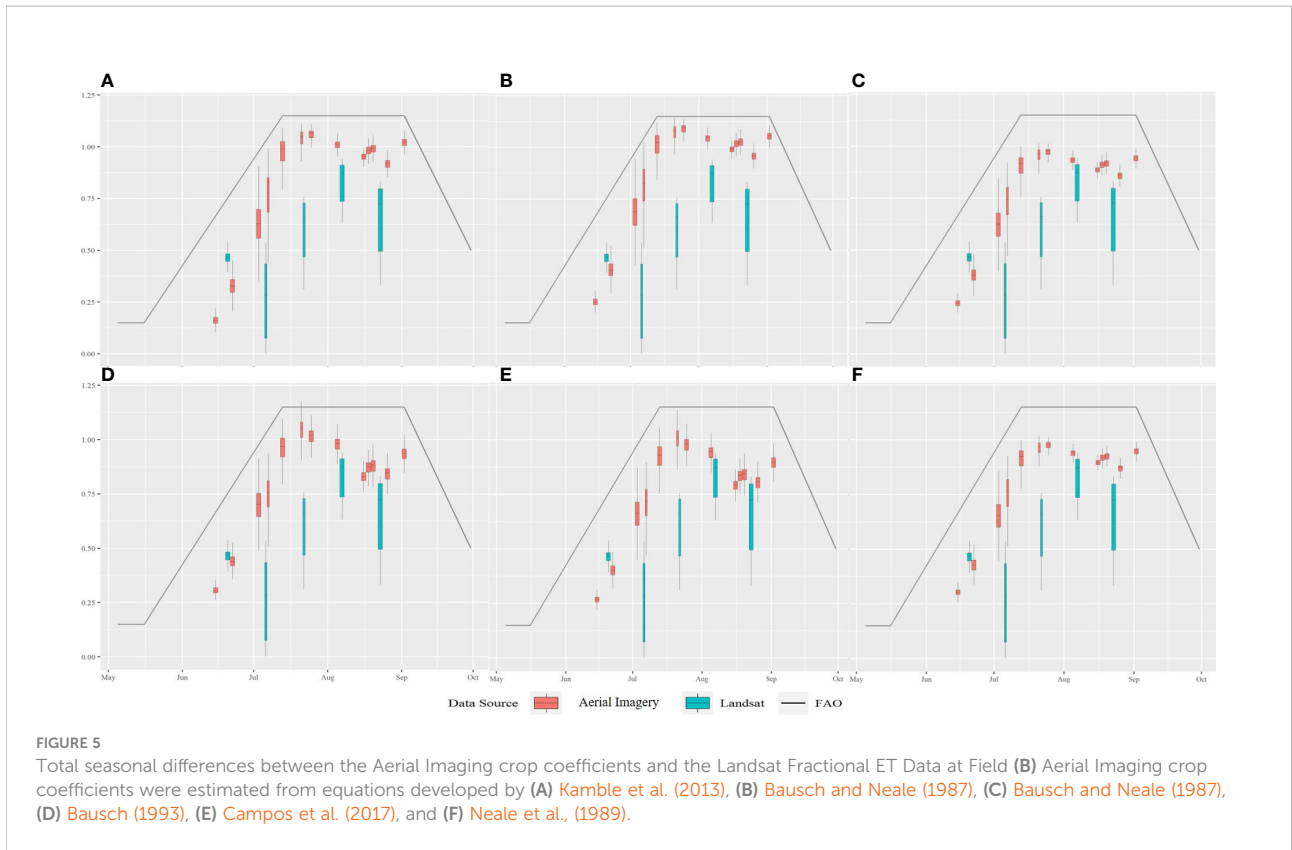 A
B
C
1.25
1.00
0.75
0.50
0.25
0.00
D
E
F
1.25
1.00
0.75
0.50
0.25
0.00
May Jun Jul Aug Sep Oct
May Jun Jul Aug Sep Oct
May Jun Jul Aug Sep Oct
Data Source Aerial Imagery Landsat FAO
FIGURE 5
Total seasonal differences between the Aerial Imaging crop coefficients and the Landsat Fractional ET Data at Field (B) Aerial Imaging crop
coefficients were estimated from equations developed by (A) Kamble et al. (2013), (B) Bausch and Neale (1987), (C) Bausch and Neale (1987),
(D) Bausch (1993), (E) Campos et al. (2017), and (F) Neale et al., (1989).